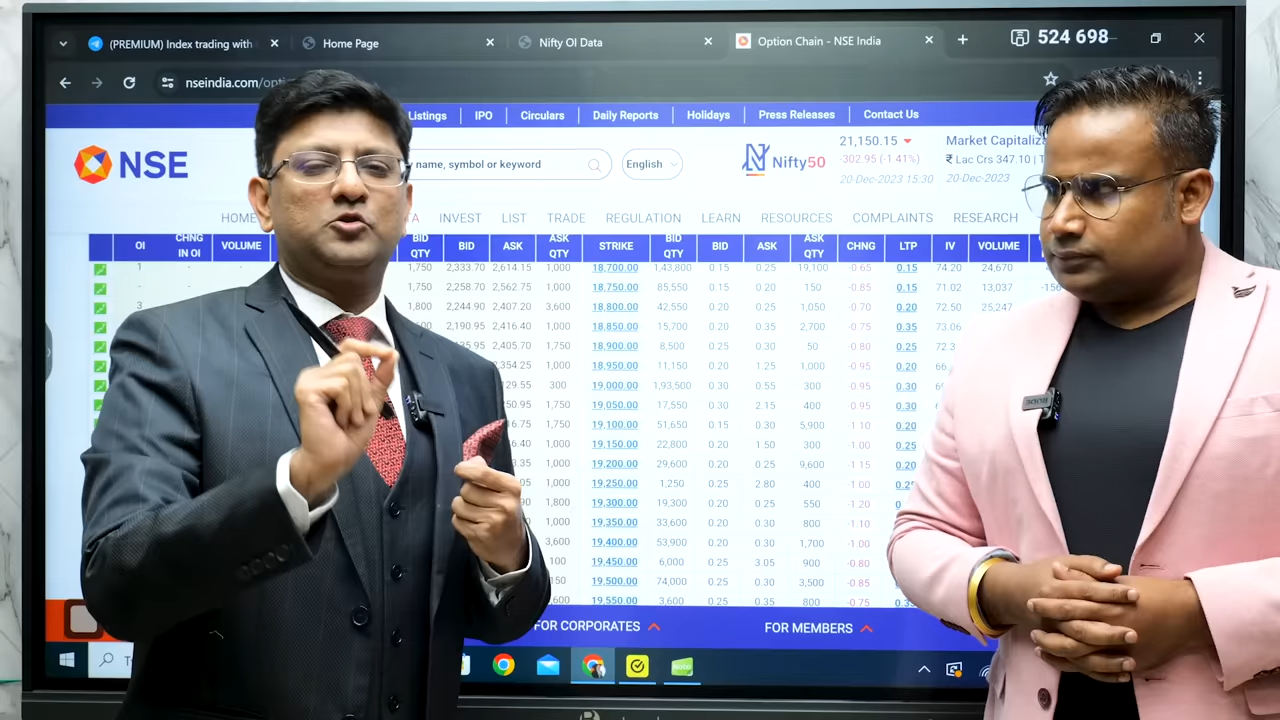 (PREMIUM) Index trading with
Home Page
Nifty OI Data
Option Chain - NSE India
524 698
nseindia.com/opti
Listings IPO Circulars Daily Reports Holidays Press Releases Contact Us
NSE
name, symbol or keyword
English
Nifty50
21,150.15
-302.95 (-1.41%)
20-Dec-2023 15:30
Market Capitaliza
₹ Lac Crs 347.10 | T
20-Dec-2023
HOME INVEST LIST TRADE REGULATION LEARN RESOURCES COMPLAINTS RESEARCH
OI CHNG IN OI VOLUME BID QTY BID ASK ASK QTY STRIKE BID QTY BID ASK ASK QTY CHNG LTP IV VOLUME
1 - - 1,750 2,333.70 2,614.15 1,000 18,700.00 1,43,800 0.15 0.25 19,100 -0.65 0.15 74.20 24,670
1,750 2,258.70 2,562.75 1,000 18,750.00 85,550 0.15 0.20 150 -0.85 0.15 71.02 13,037 -156
3 1,800 2,244.90 2,407.20 3,600 18,800.00 42,550 0.20 0.25 1,050 -0.70 0.20 72.50 25,247
2,190.95 2,416.40 1,000 18,850.00 15,700 0.20 0.35 2,700 -0.75 0.35 73.06
2,405.70 1,750 18,900.00 8,500 0.25 0.30 50 -0.80 0.25 72.3
1,000 18,950.00 11,150 0.20 1.25 1,000 -0.95 0.20 66
300 19,000.00 1,93,500 0.30 0.55 300 -0.95 0.30
1,750 19,050.00 17,550 0.30 2.15 400 -0.95 0.30
1,750 19,100.00 51,650 0.15 0.30 5,900 -1.10 0.20
1,000 19,150.00 22,800 0.20 1.50 300 -1.00 0.25
1,000 19,200.00 29,600 0.20 0.25 9,600 -1.15 0.20
1,000 19,250.00 1,250 0.25 2.80 400 -1.00
1,800 19,300.00 19,300 0.20 0.25 550 -1.20
1,000 19,350.00 33,600 0.20 0.30 800 -1.10
3,600 19,400.00 53,900 0.20 0.30 1,700 -1.00
100 19,450.00 6,000 0.25 3.05 900 -0.80
19,500.00 74,000 0.25 0.30 3,500 -0.85
19,550.00 3,600 0.25 0.35 800 -0.75
FOR CORPORATES
FOR MEMBERS